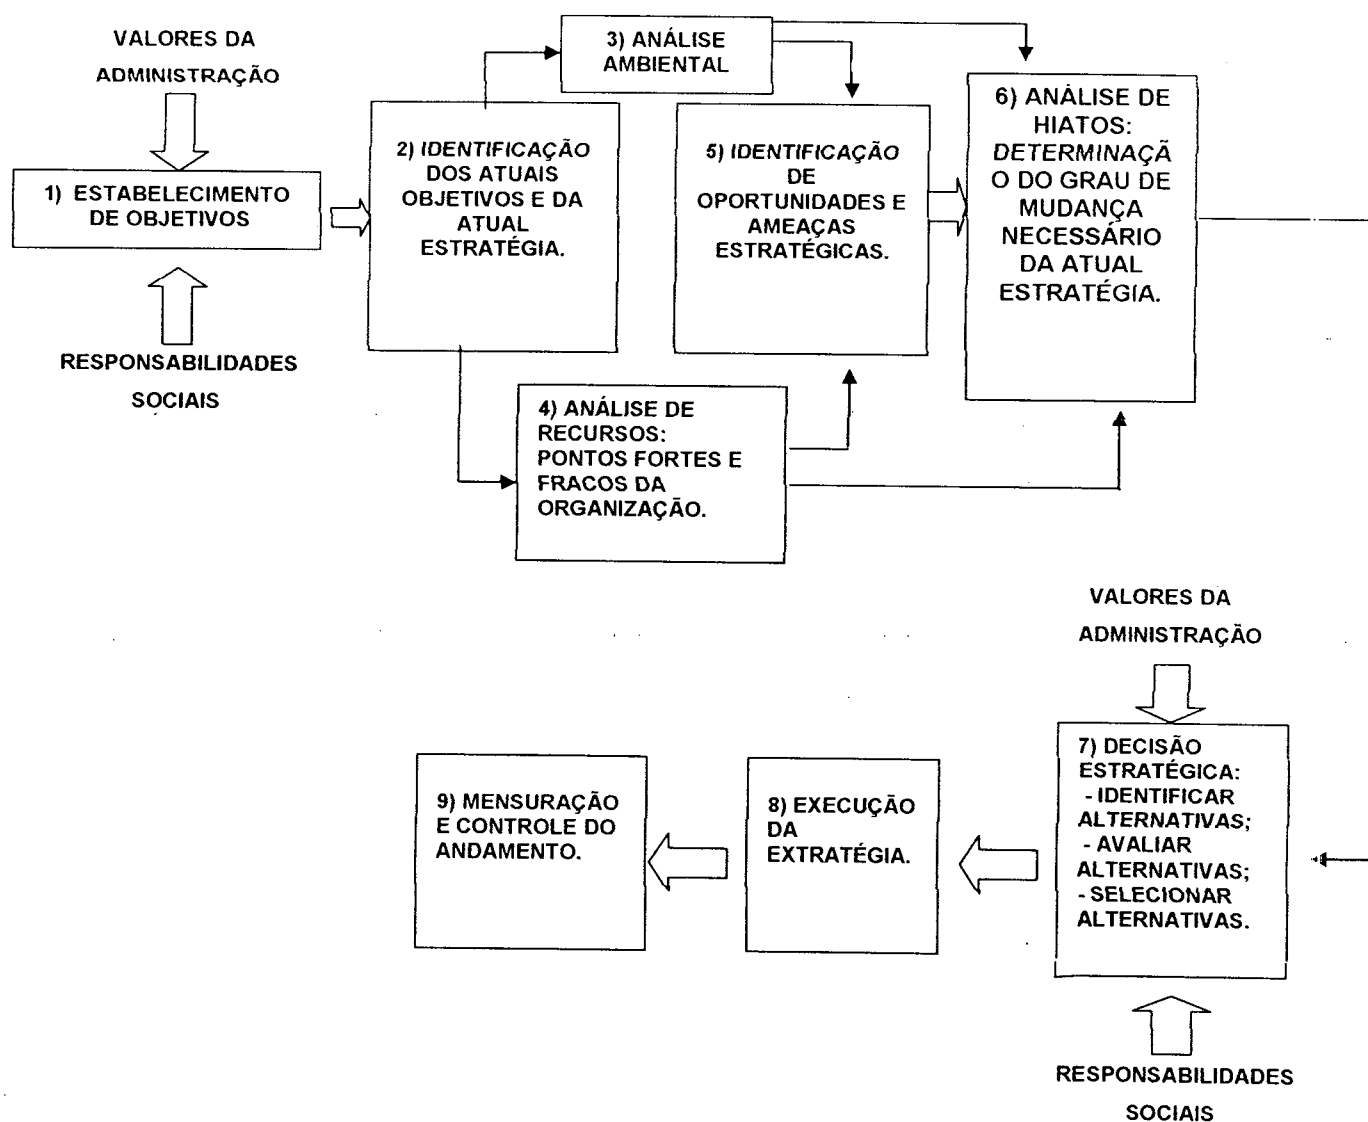 VALORES DA
ADMINISTRAÇÃO
1) ESTABELECIMENTO
DE OBJETIVOS
RESPONSABILIDADES
SOCIAIS
2) IDENTIFICAÇÃO
DOS ATUAIS
OBJETIVOS E DA
ATUAL
ESTRATÉGIA.
3) ANÁLISE
AMBIENTAL
4) ANÁLISE DE
RECURSOS:
PONTOS FORTES E
FRACOS DA
ORGANIZAÇÃO.
5) IDENTIFICAÇÃO
DE
OPORTUNIDADES E
AMEAÇAS
ESTRATÉGICAS.
6) ANÁLISE DE
HIATOS:
DETERMINAÇÃ
O DO GRAU DE
MUDANÇA
NECESSÁRIO
DA ATUAL
ESTRATÉGIA.
VALORES DA
ADMINISTRAÇÃO
7) DECISÃO
ESTRATÉGICA:
- IDENTIFICAR
ALTERNATIVAS;
- AVALIAR
ALTERNATIVAS;
- SELECIONAR
ALTERNATIVAS.
RESPONSABILIDADES
SOCIAIS
8) EXECUÇÃO
DA
EXTRATÉGIA.
9) MENSURAÇÃO
E CONTROLE DO
ANDAMENTO.